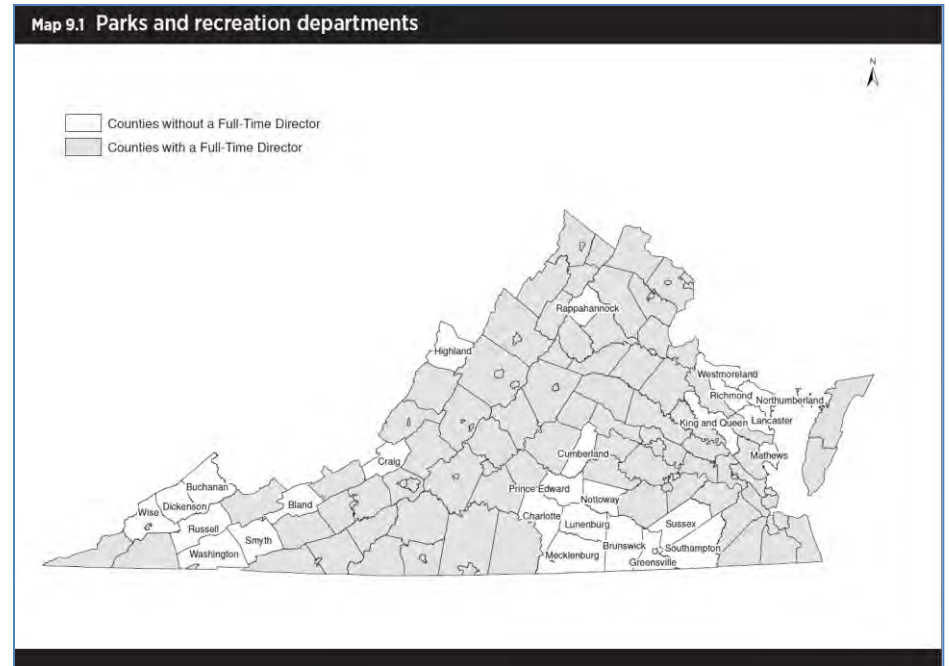 Map 9.1 Parks and recreation departments
N
Counties without a Full-Time Director
Counties with a Full-Time Director
Rappahannock
Highland
Westmoreland
Richmond
Northumberland
King and Queen
Lancaster
Cumberland
Mathews
Craig
Buchanan
Prince Edward
Bland
Nottoway
Dickenson
Wise
Charlotte
Lunenburg
Sussex
Russell
Smyth
Brunswick
Southampton
Washington
Mecklenburg
Greensville